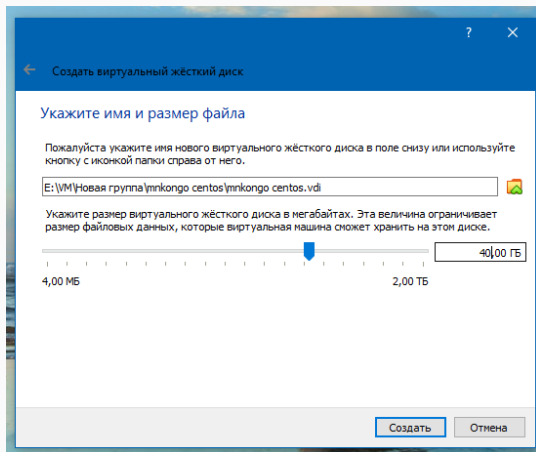 ?
Создать виртуальный жёсткий диск
Укажите имя и размер файла
Пожалуйста укажите имя нового виртуального жёсткого диска в поле снизу или используйте
кнопку с иконкой папки справа от него.
E:\VM\Новая группа\mnkongo centos\mnkongo centos.vdi
Укажите размер виртуального жёсткого диска в мегабайтах. Эта величина ограничивает
размер файловых данных, которые виртуальная машина сможет хранить на этом диске.
40,00 ГБ
4,00 МБ 2,00 ТБ
Создать Отмена